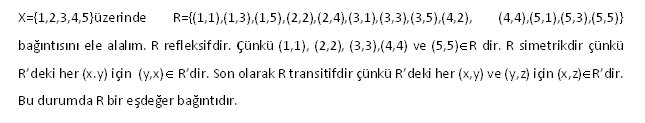 X={1,2,3,4,5}üzerinde R={(1,1),(1,3),(1,5),(2,2),(2,4),(3,1),(3,3),(3,5),(4,2), (4,4),(5,1),(5,3),(5,5)}
bağıntısını ele alalım. R refleksifdir. Çünkü (1,1), (2,2), (3,3),(4,4) ve (5,5)∈R dir. R simetrikdir çünkü
R'deki her (x.y) için (y,x)∈ R'dir. Son olarak R transitifdir çünkü R'deki her (x,y) ve (y,z) için (x,z)∈R'dir.
Bu durumda R bir eşdeğer bağıntıdır.